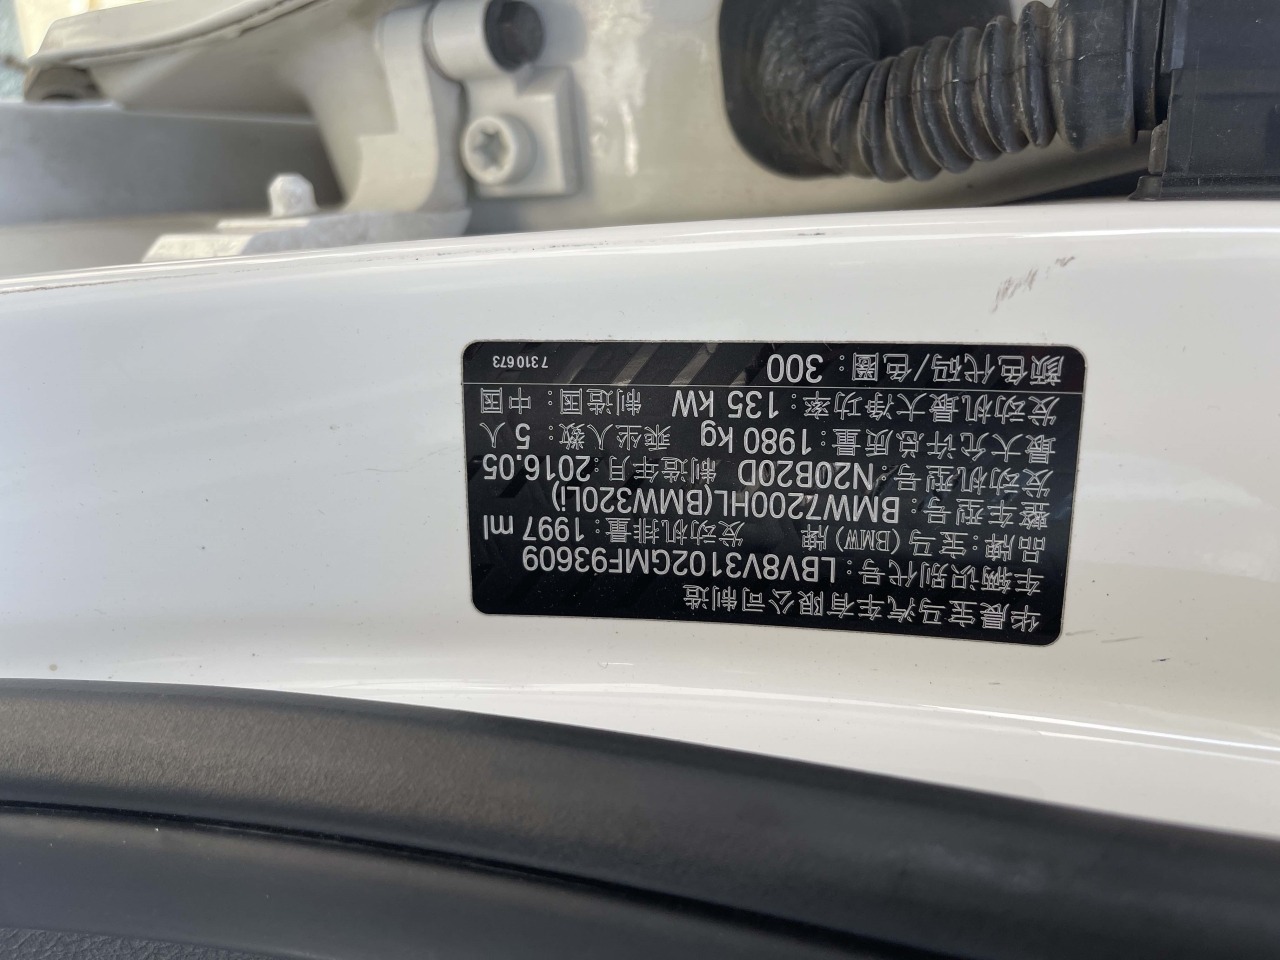 华晨宝马汽车有限公司制造
车辆识别代号：LBV8V3102GMF93609
品牌：宝马(BMW)牌 发动机排量：1997 ml
整车型号：BMW7200HL(BMW320Li)
发动机型号：N20B20D 制造年月：2016.05
最大允许总质量：1980 kg 乘坐人数：5 人
发动机最大净功率：135 kW 制造国：中国
颜色代码/色圈：300 7 310 673